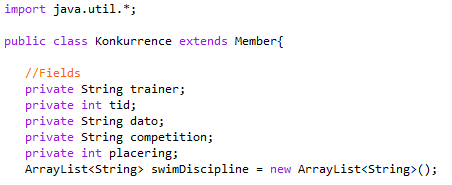 import java.util.*;
public class Konkurrence extends Member{
//Fields
private String trainer;
private int tid;
private String dato;
private String competition;
private int placering;
ArrayList<String> swimDiscipline = new ArrayList<String>();